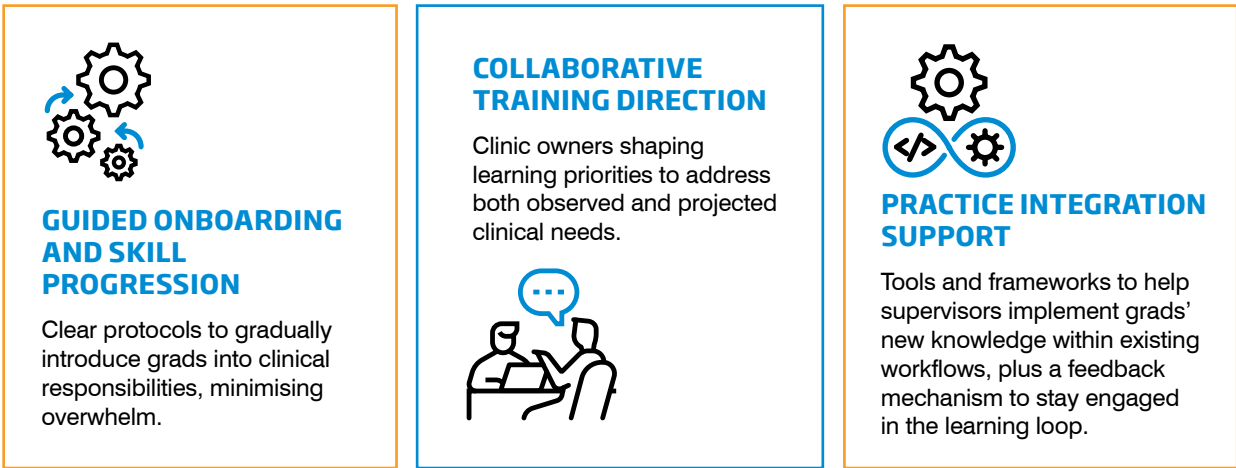 GUIDED ONBOARDING
AND SKILL
PROGRESSION
Clear protocols to gradually
introduce grads into clinical
responsibilities, minimising
overwhelm.
COLLABORATIVE
TRAINING DIRECTION
Clinic owners shaping
learning priorities to address
both observed and projected
clinical needs.
</>
PRACTICE INTEGRATION
SUPPORT
Tools and frameworks to help
supervisors implement grads’
new knowledge within existing
workflows, plus a feedback
mechanism to stay engaged
in the learning loop.